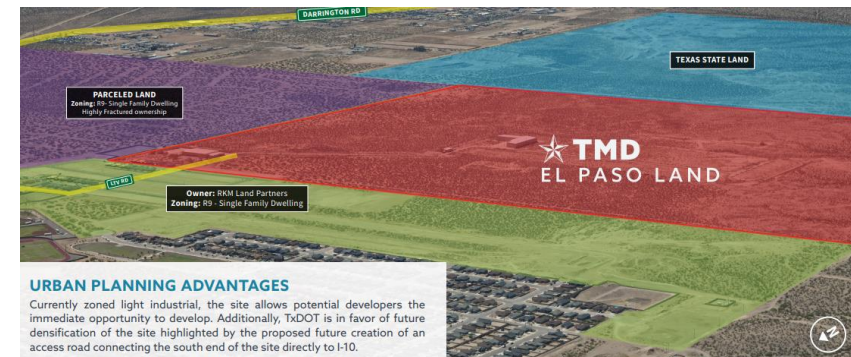 DARRINGTON RD
TEXAS STATE LAND
PARCELED LAND
Zoning: R9- Single Family Dwelling
Highly Fractured ownership
TMD
EL PASO LAND
LTV RD
Owner: RKM Land Partners
Zoning: R9 - Single Family Dwelling
URBAN PLANNING ADVANTAGES
Currently zoned light industrial, the site allows potential developers the
immediate opportunity to develop. Additionally, TxDOT is in favor of future
densification of the site highlighted by the proposed future creation of an
access road connecting the south end of the site directly to I-10.
N